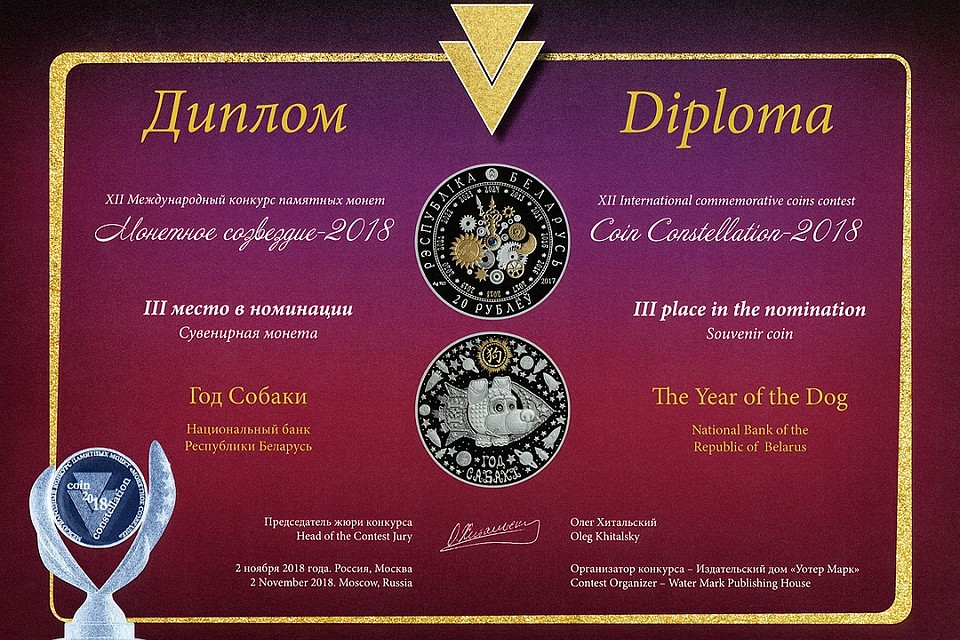 Диплом
XII Международный конкурс памятных монет
Монетное созвездие-2018
III место в номинации
Сувенирная монета
Год Собаки
Национальный банк
Республики Беларусь
Diploma
XII International commemorative coins contest
Coin Constellation-2018
III place in the nomination
Souvenir coin
The Year of the Dog
National Bank of the
Republic of Belarus
РЭСПУБЛІКА БЕЛАРУСЬ
Ag 925
2017
20 РУБЛЁЎ
狗
ГОД
САБАКІ
coin
2018
constellation
Председатель жюри конкурса
Head of the Contest Jury
Олег Хитальский
Oleg Khitalsky
2 ноября 2018 года. Россия, Москва
2 November 2018. Moscow, Russia
Организатор конкурса – Издательский дом «Уотер Марк»
Contest Organizer – Water Mark Publishing House